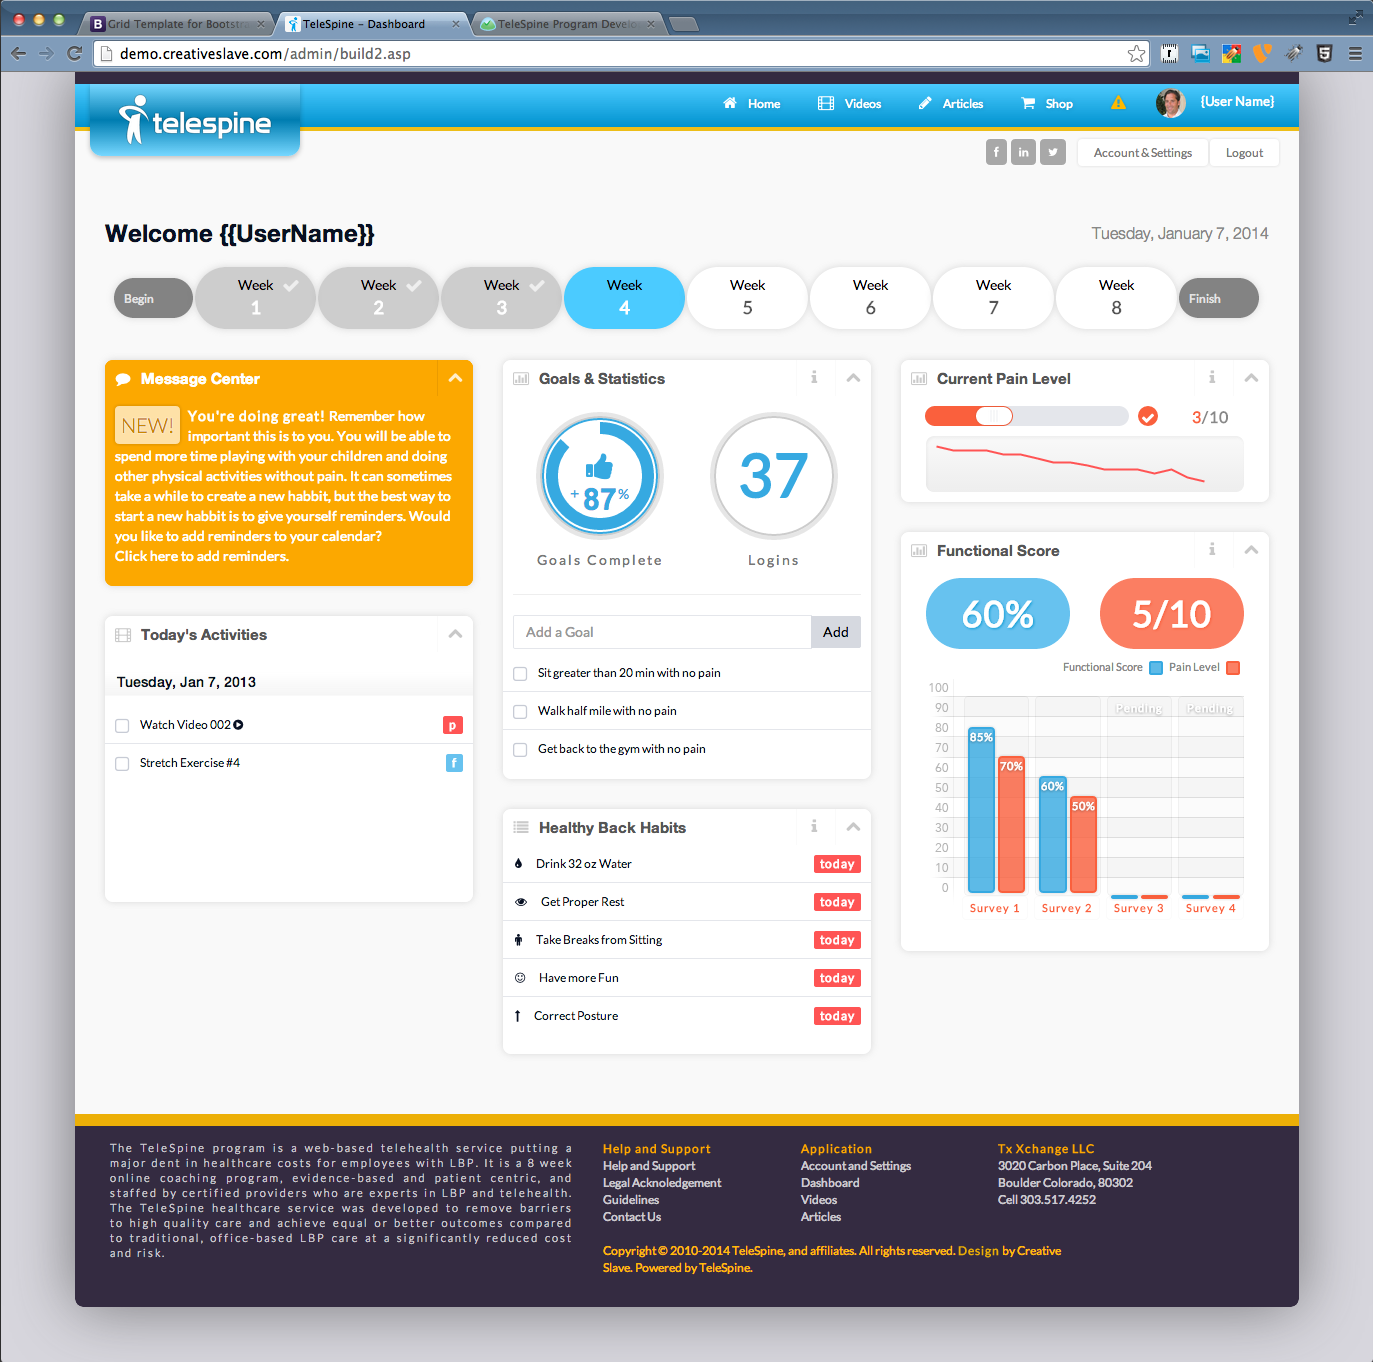 Grid Template for Bootstr
TeleSpine – Dashboard
TeleSpine Program Develo
demo.creativeslave.com/admin/build2.asp
telespine
Home
Videos
Articles
Shop
{User Name}
Account & Settings
Logout
Welcome {{UserName}}
Tuesday, January 7, 2014
Begin
Week
1
Week
2
Week
3
Week
4
Week
5
Week
6
Week
7
Week
8
Finish
Message Center
NEW! You're doing great! Remember how
important this is to you. You will be able to
spend more time playing with your children and doing
other physical activities without pain. It can sometimes
take a while to create a new habbit, but the best way to
start a new habbit is to give yourself reminders. Would
you like to add reminders to your calendar?
Click here to add reminders.
Today's Activities
Tuesday, Jan 7, 2013
Watch Video 002
p
Stretch Exercise #4
f
Goals & Statistics
+ 87%
Goals Complete
37
Logins
Add a Goal
Add
Sit greater than 20 min with no pain
Walk half mile with no pain
Get back to the gym with no pain
Healthy Back Habits
Drink 32 oz Water today
Get Proper Rest today
Take Breaks from Sitting today
Have more Fun today
Correct Posture today
Current Pain Level
3/10
Functional Score
60%
5/10
Functional Score
Pain Level
100
90
80
70
60
50
40
30
20
10
0
85%
70%
60%
50%
Pending
Pending
Survey 1
Survey 2
Survey 3
Survey 4
The TeleSpine program is a web-based telehealth service putting a
major dent in healthcare costs for employees with LBP. It is a 8 week
online coaching program, evidence-based and patient centric, and
staffed by certified providers who are experts in LBP and telehealth.
The TeleSpine healthcare service was developed to remove barriers
to high quality care and achieve equal or better outcomes compared
to traditional, office-based LBP care at a significantly reduced cost
and risk.
Help and Support
Help and Support
Legal Acknoledgement
Guidelines
Contact Us
Application
Account and Settings
Dashboard
Videos
Articles
Tx Xchange LLC
3020 Carbon Place, Suite 204
Boulder Colorado, 80302
Cell 303.517.4252
Copyright © 2010-2014 TeleSpine, and affiliates. All rights reserved. Design by Creative
Slave. Powered by TeleSpine.